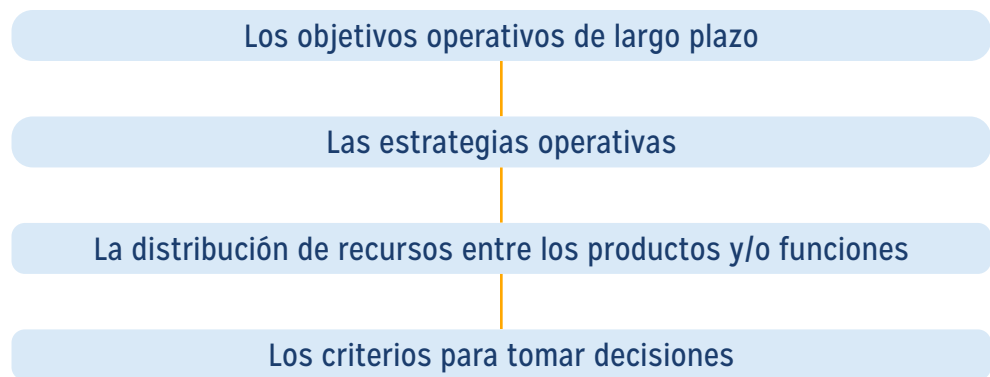 Los objetivos operativos de largo plazo
Las estrategias operativas
La distribución de recursos entre los productos y/o funciones
Los criterios para tomar decisiones